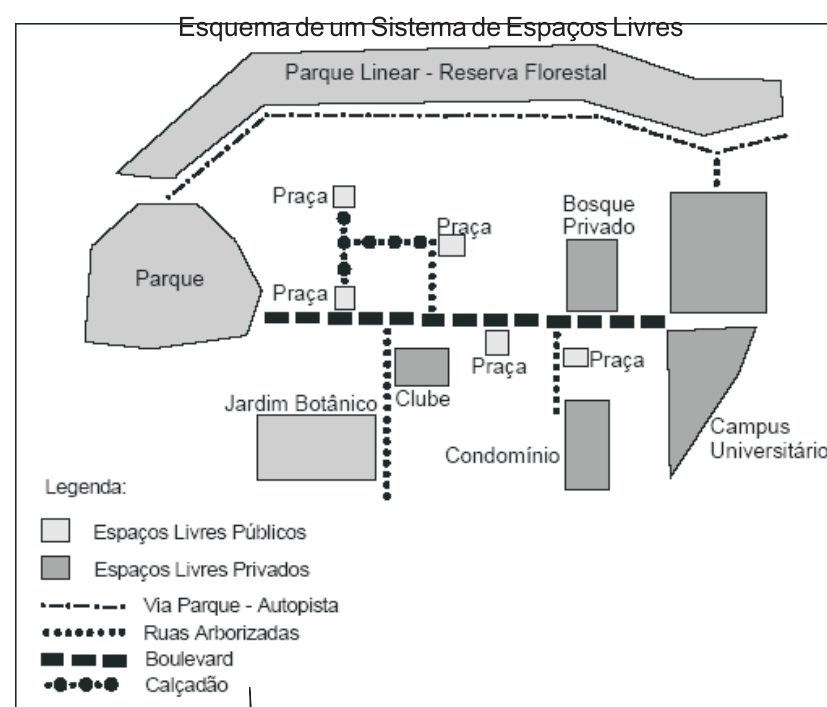 Esquema de um Sistema de Espaços Livres
Parque Linear - Reserva Florestal
Praça
Praça
Bosque
Privado
Parque
Praça
Praça
Praça
Jardim Botânico
Clube
Condomínio
Campus
Universitário
Legenda:
Espaços Livres Públicos
Espaços Livres Privados
Via Parque - Autopista
Ruas Arborizadas
Boulevard
Calçadão